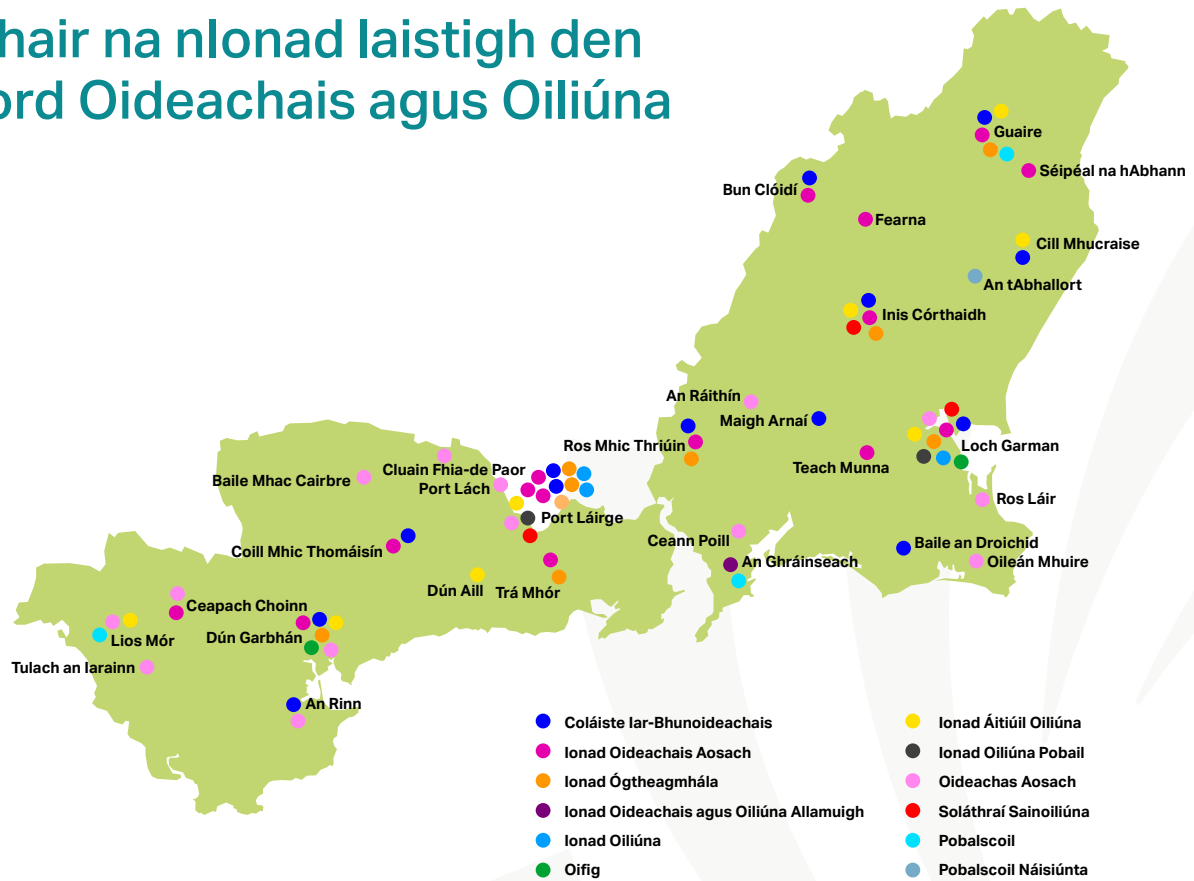 hair na nIonad laistigh den
ord Oideachais agus Oiliúna
Guaire
Séipéal na hAbhann
Bun Clóidí
Fearna
Cill Mhucraise
An tAbhallort
Inis Córthaidh
An Ráithín
Maigh Arnaí
Ros Mhic Thriúin
Loch Garman
Teach Munna
Cluain Fhia-de Paor
Baile Mhac Cairbre
Port Lách
Ros Láir
Port Láirge
Ceann Poill
Baile an Droichid
Coill Mhic Thomáisín
An Ghráinseach
Oileán Mhuire
Dún Aill
Trá Mhór
Ceapach Choinn
Lios Mór
Dún Garbhán
Tulach an Iarainn
An Rinn
Coláiste Iar-Bhunoideachais
Ionad Oideachais Aosach
Ionad Ógtheagmhála
Ionad Oideachais agus Oiliúna Allamuigh
Ionad Oiliúna
Oifig
Ionad Áitiúil Oiliúna
Ionad Oiliúna Pobail
Oideachas Aosach
Soláthraí Sainoiliúna
Pobalscoil
Pobalscoil Náisiúnta